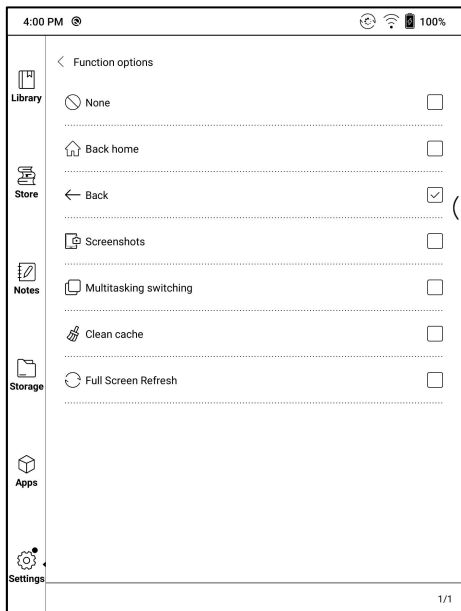 4:00 PM 100%
Function options
Library
None
Back home
Store
Back
Screenshots
Notes
Multitasking switching
Clean cache
Storage
Full Screen Refresh
Apps
Settings
1/1